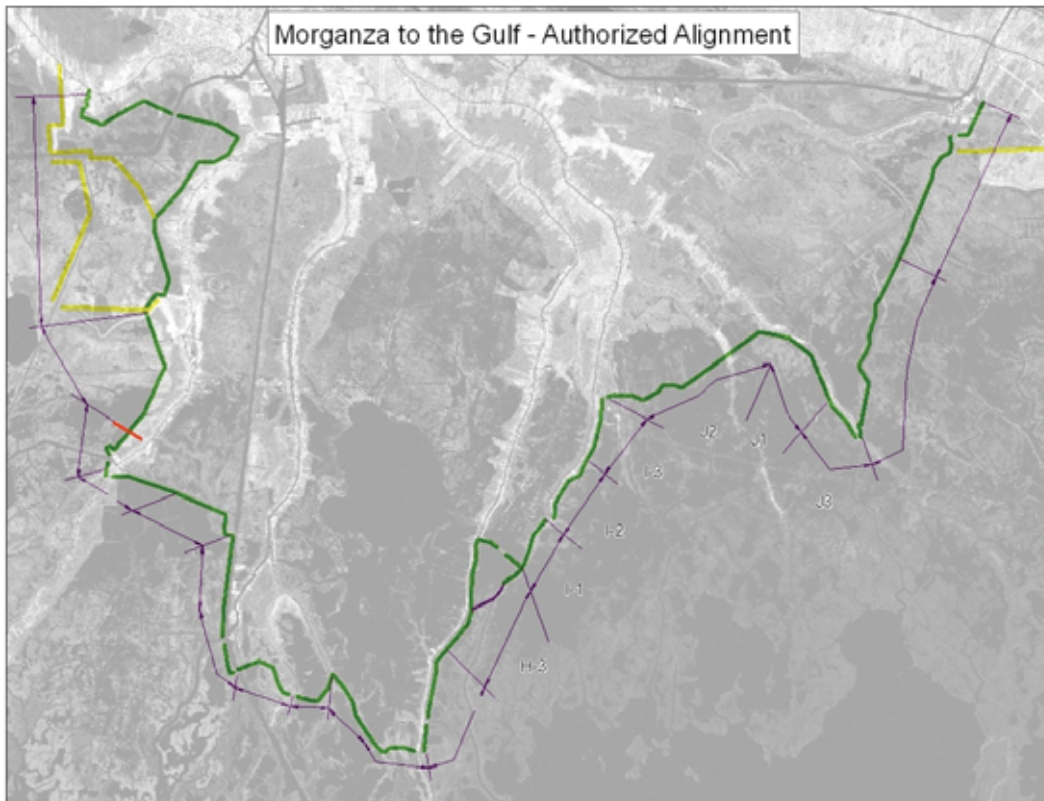 Morganza to the Gulf - Authorized Alignment
J2
J1
I-3
J3
I-2
I-1
H-3